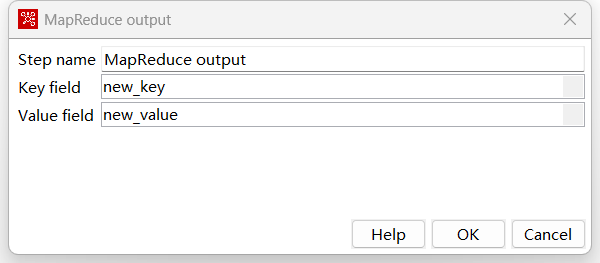 MapReduce output
Step name MapReduce output
Key field new_key
Value field new_value
Help OK Cancel